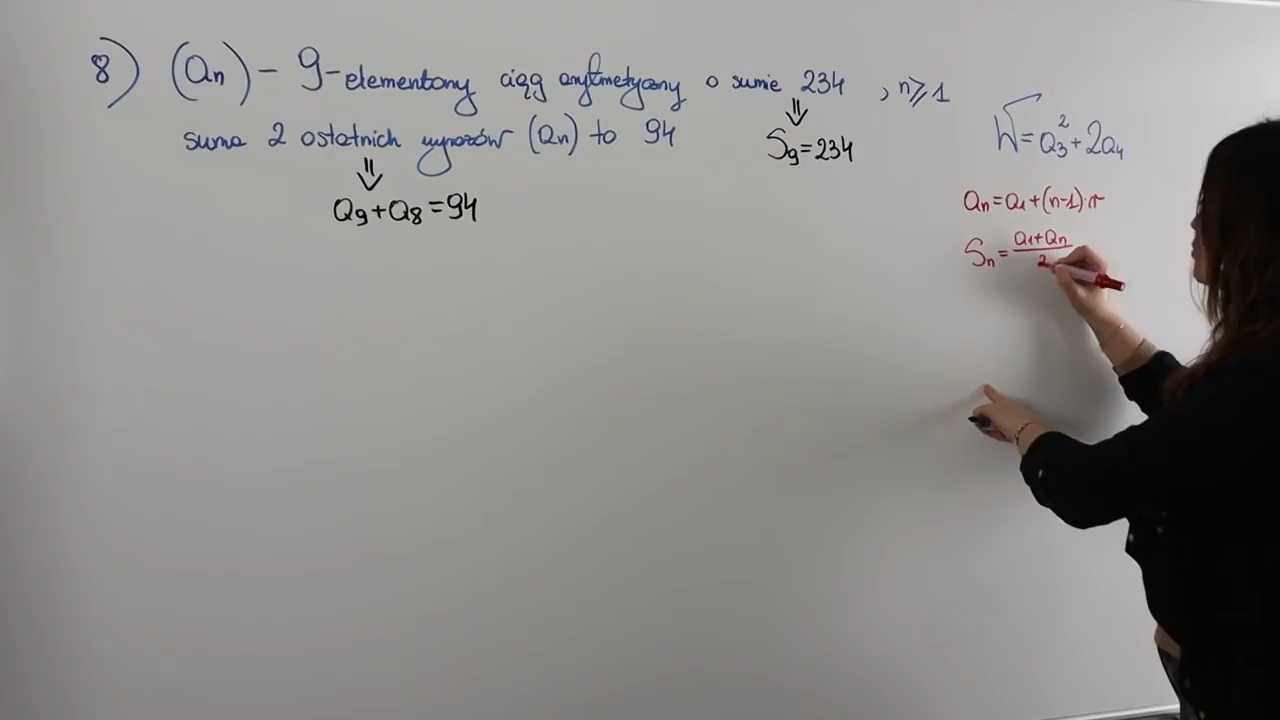 8) (an) - 9-elementowy ciąg arytmetyczny o sumie 234 , n⩾1
suma 2 ostatnich wyrazów (an) to 94
⇓
S9=234
⇓
a9+a8=94
W=a3²+2a4
an=a1+(n-1)·r
Sn=(a1+an)/2